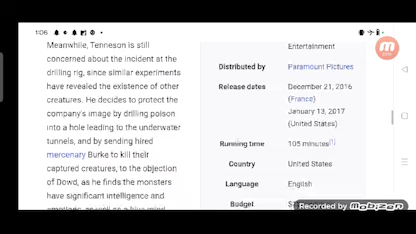 1:06
Meanwhile, Tenneson is still
concerned about the incident at the
drilling rig, since similar experiments
have revealed the existence of other
creatures. He decides to protect the
company's image by drilling poison
into a hole leading to the underwater
tunnels, and by sending hired
mercenary Burke to kill their
captured creatures, to the objection
of Dowd, as he finds the monsters
have significant intelligence and
Entertainment
Distributed by Paramount Pictures
Release dates December 21, 2016
(France)
January 13, 2017
(United States)
Running time 105 minutes[1]
Country United States
Language English
Budget
Recorded by Mobizen